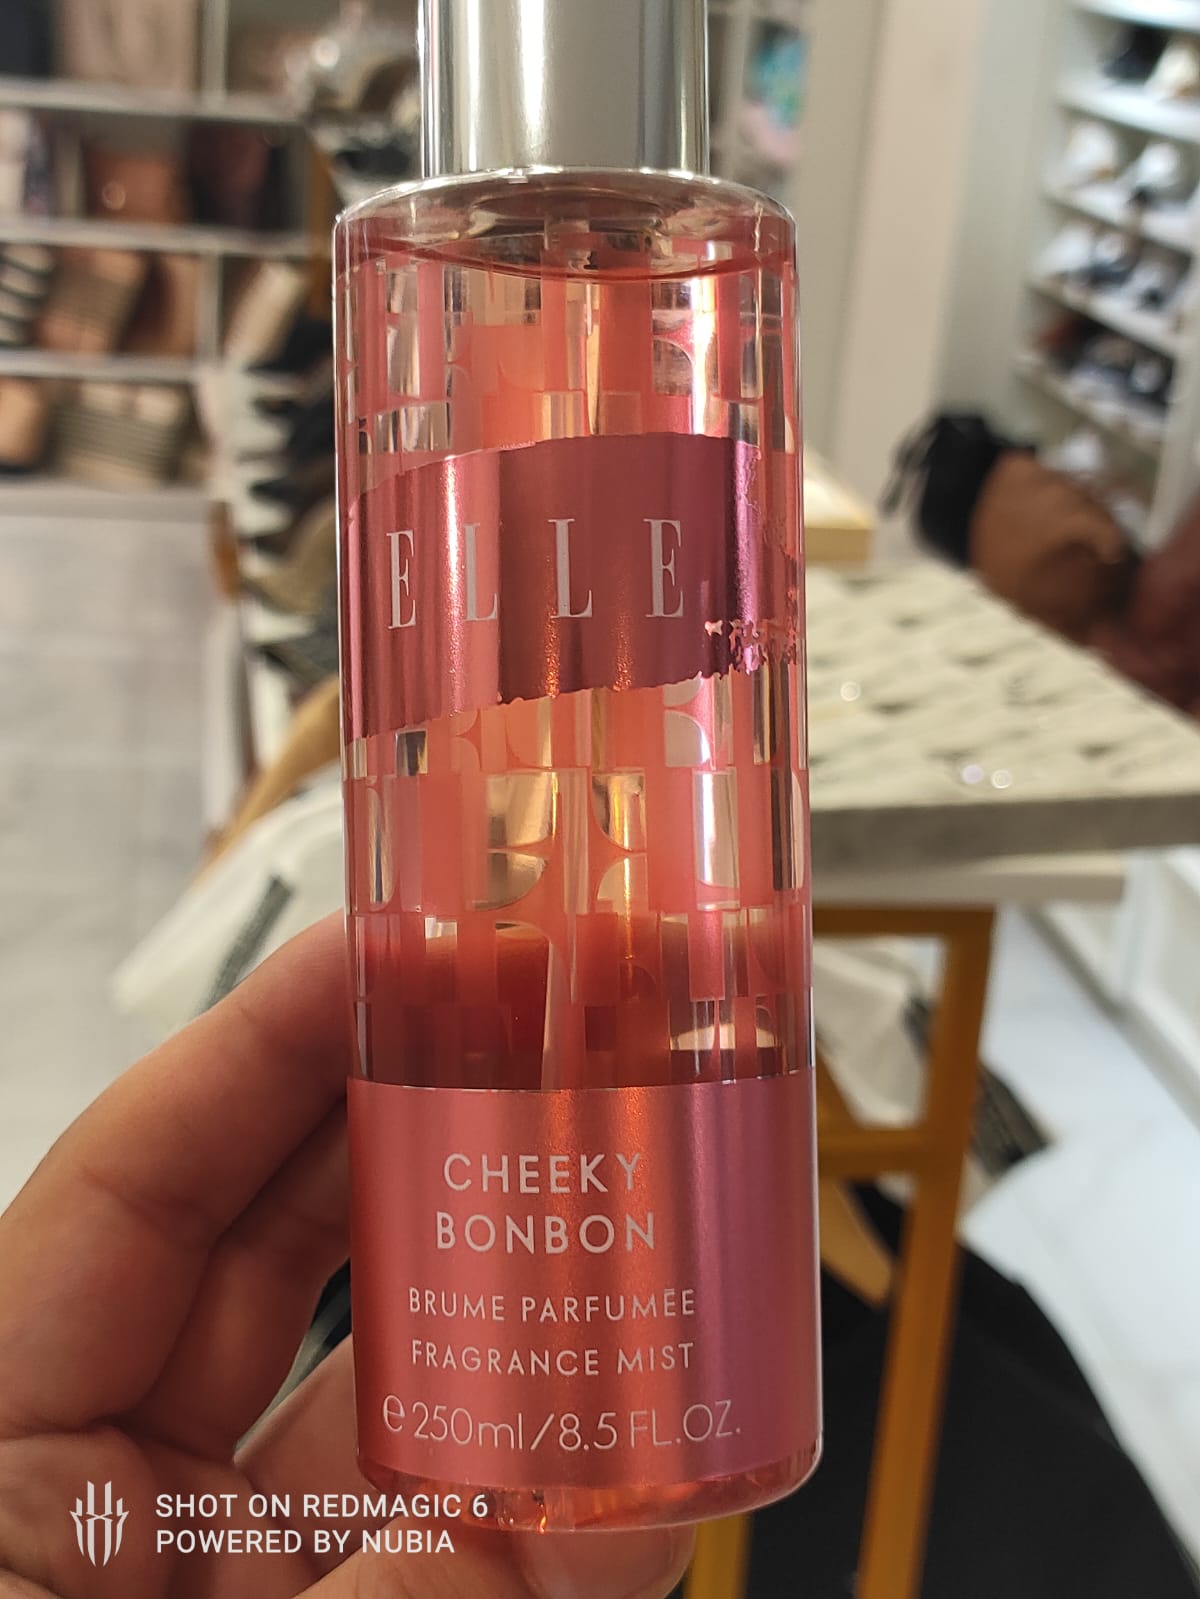 ELLE
CHEEKY
BONBON
BRUME PARFUMÉE
FRAGRANCE MIST
℮ 250ml/8.5 FL.OZ.
SHOT ON REDMAGIC 6
POWERED BY NUBIA